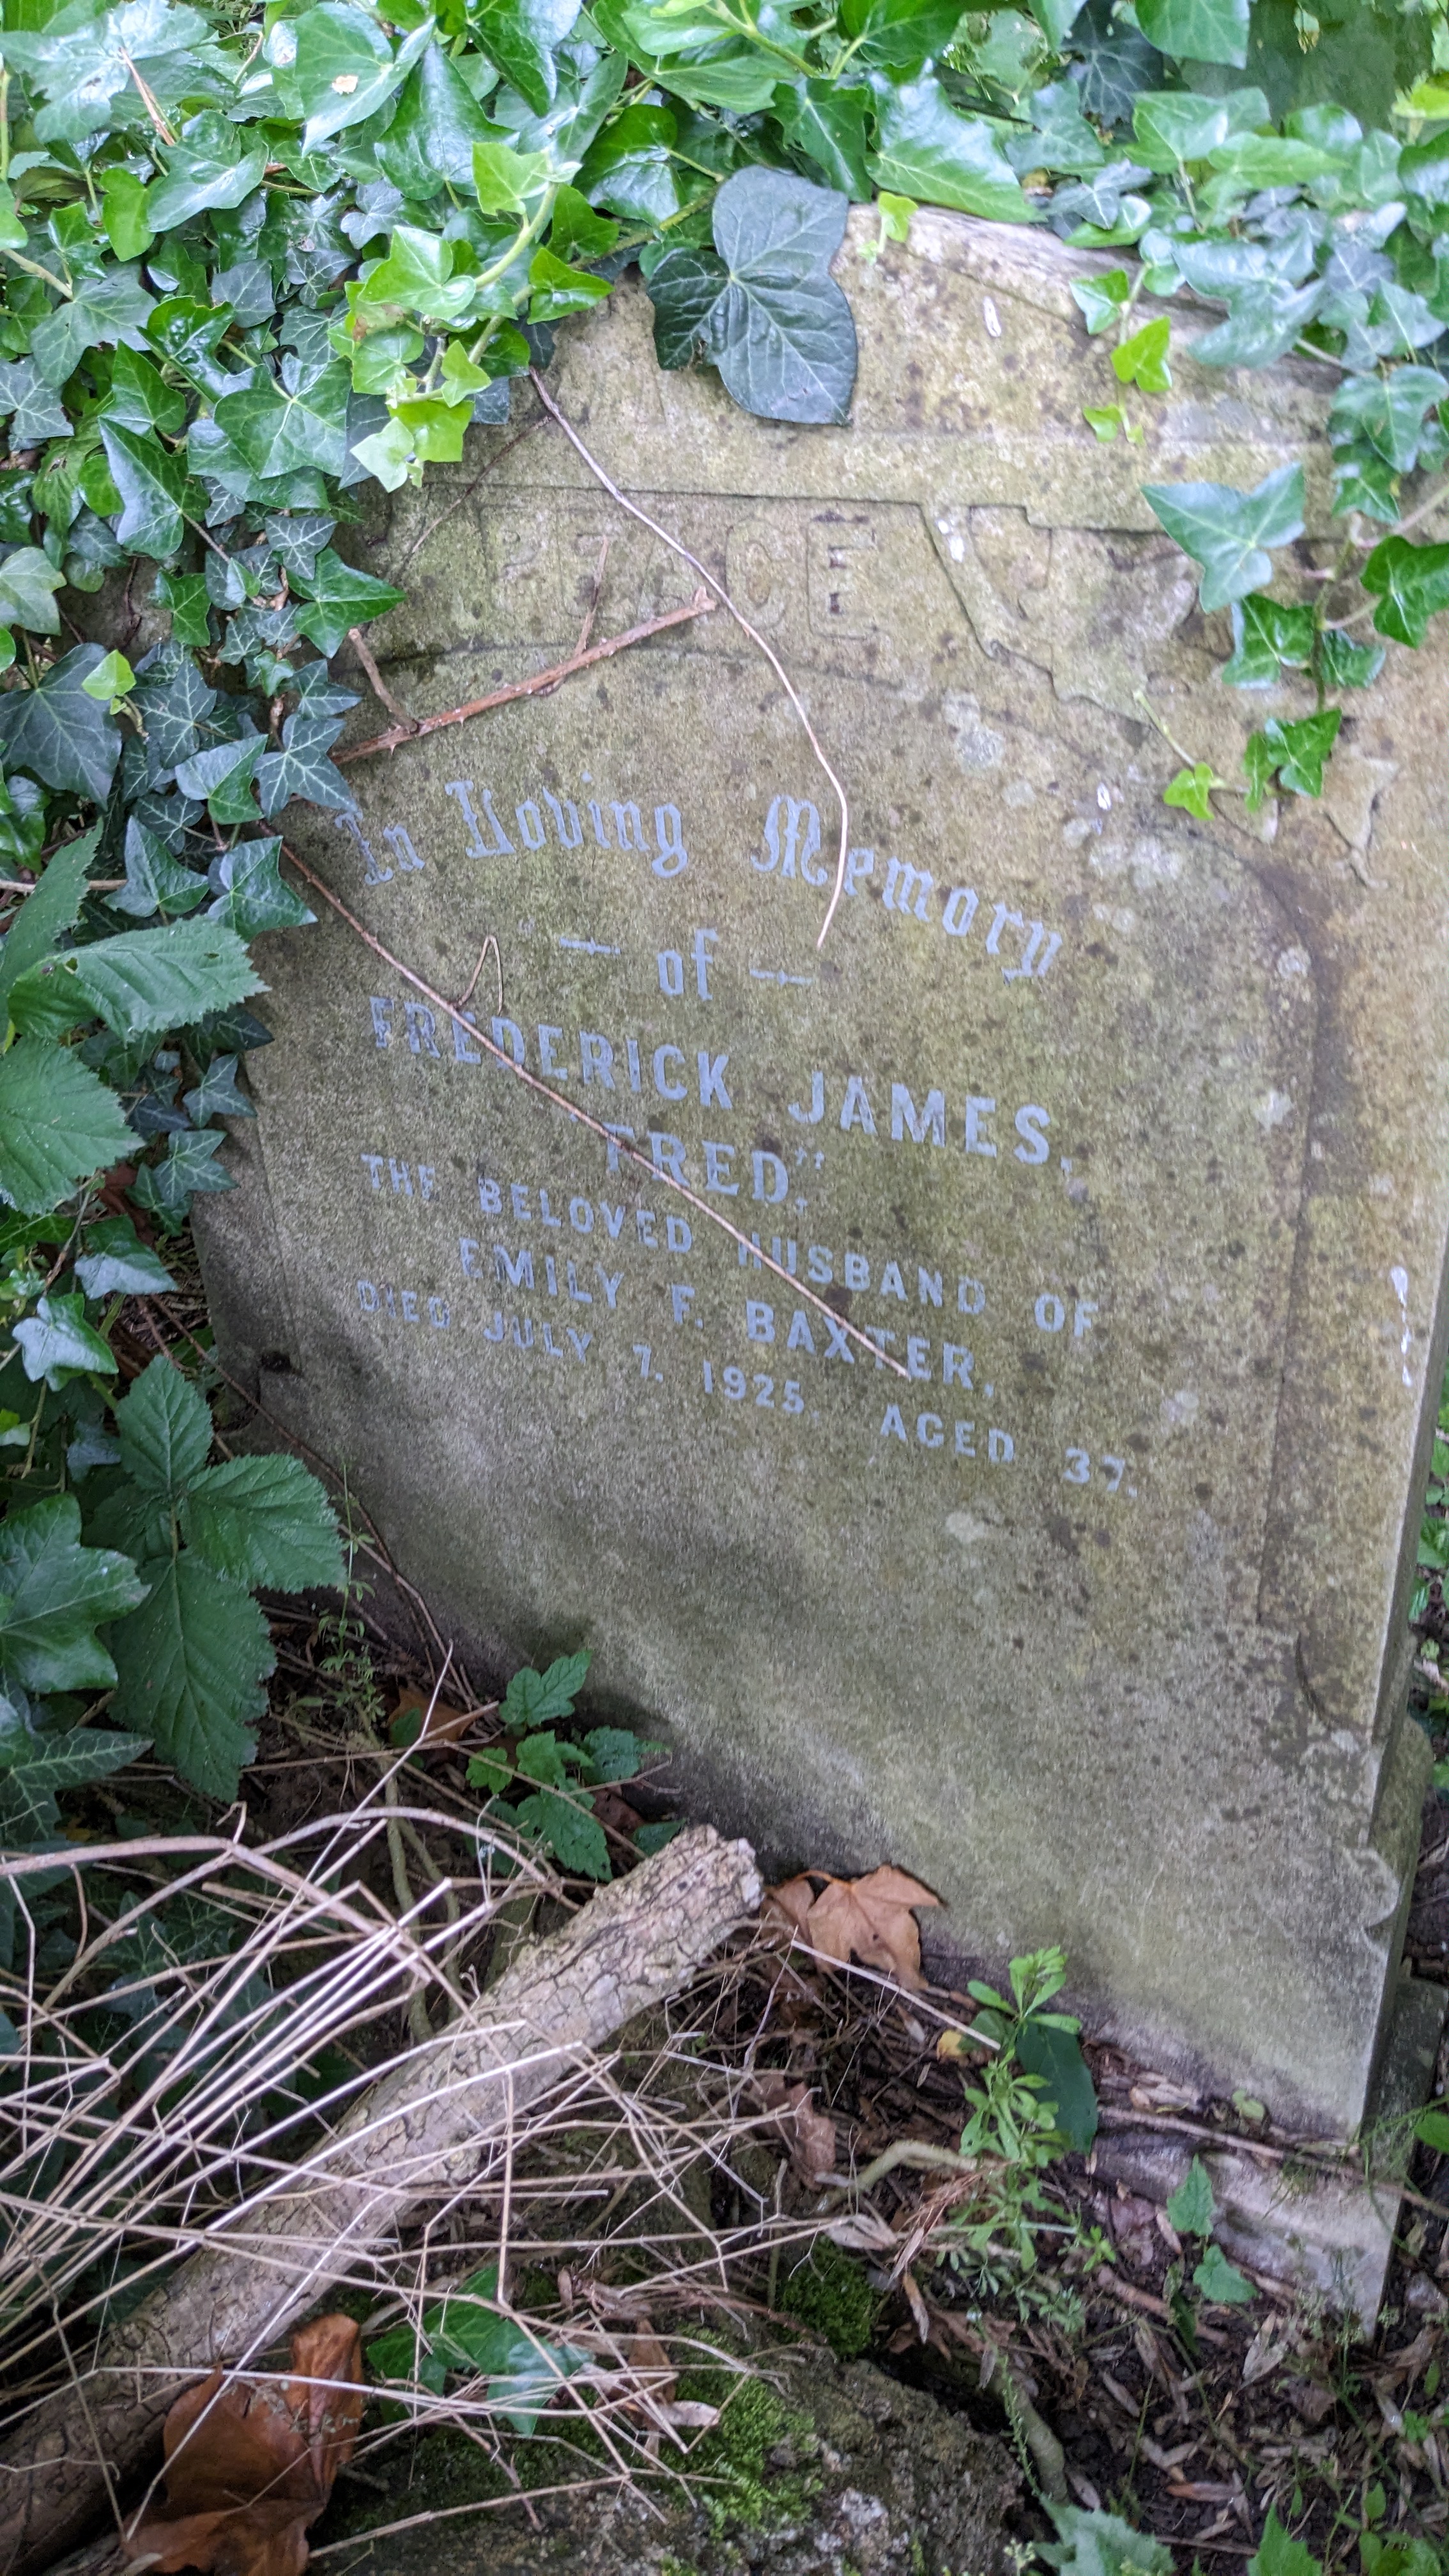 PEACE
In Loving Memory
— of —
FREDERICK JAMES,
"FRED,"
THE BELOVED HUSBAND OF
EMILY F. BAXTER,
DIED JULY 7, 1925. AGED 37.